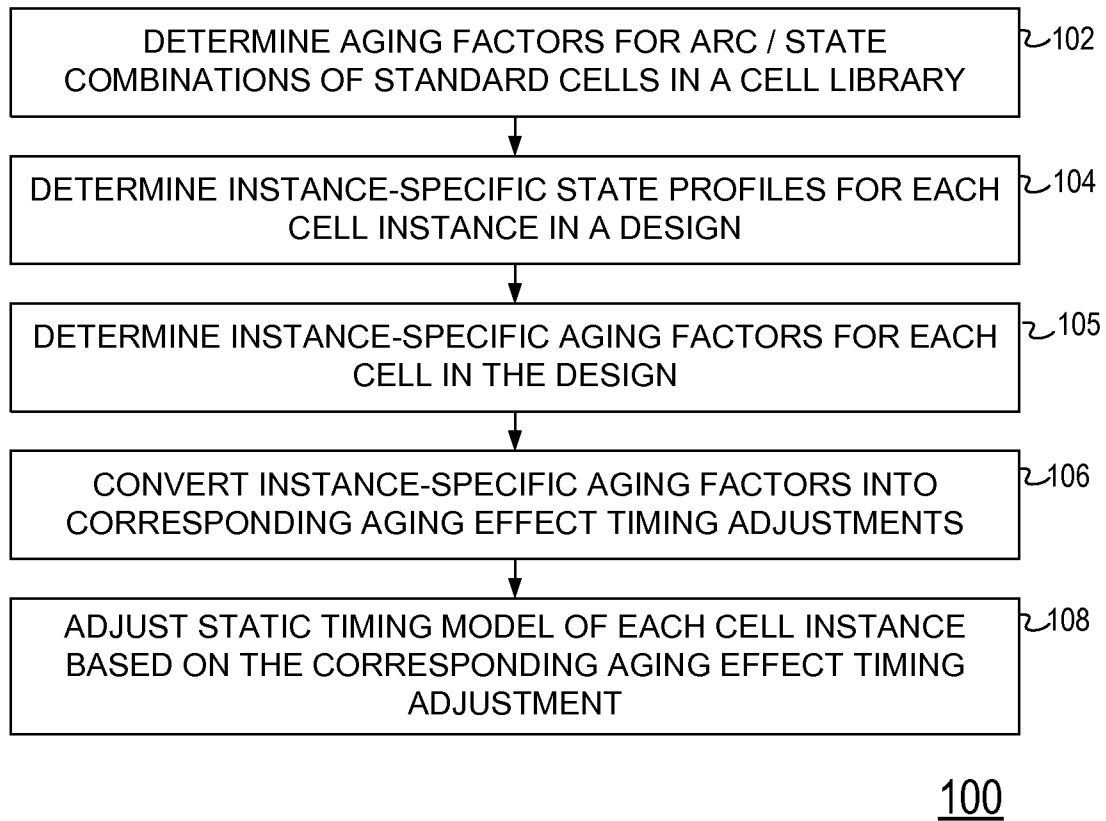 DETERMINE AGING FACTORS FOR ARC / STATE
COMBINATIONS OF STANDARD CELLS IN A CELL LIBRARY
102
DETERMINE INSTANCE-SPECIFIC STATE PROFILES FOR EACH
CELL INSTANCE IN A DESIGN
104
DETERMINE INSTANCE-SPECIFIC AGING FACTORS FOR EACH
CELL IN THE DESIGN
105
CONVERT INSTANCE-SPECIFIC AGING FACTORS INTO
CORRESPONDING AGING EFFECT TIMING ADJUSTMENTS
106
ADJUST STATIC TIMING MODEL OF EACH CELL INSTANCE
BASED ON THE CORRESPONDING AGING EFFECT TIMING
ADJUSTMENT
108
100